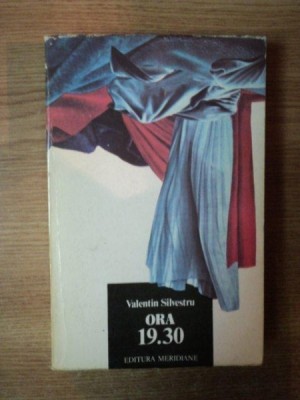 Valentin Silvestru
ORA
19.30
EDITURA MERIDIANE